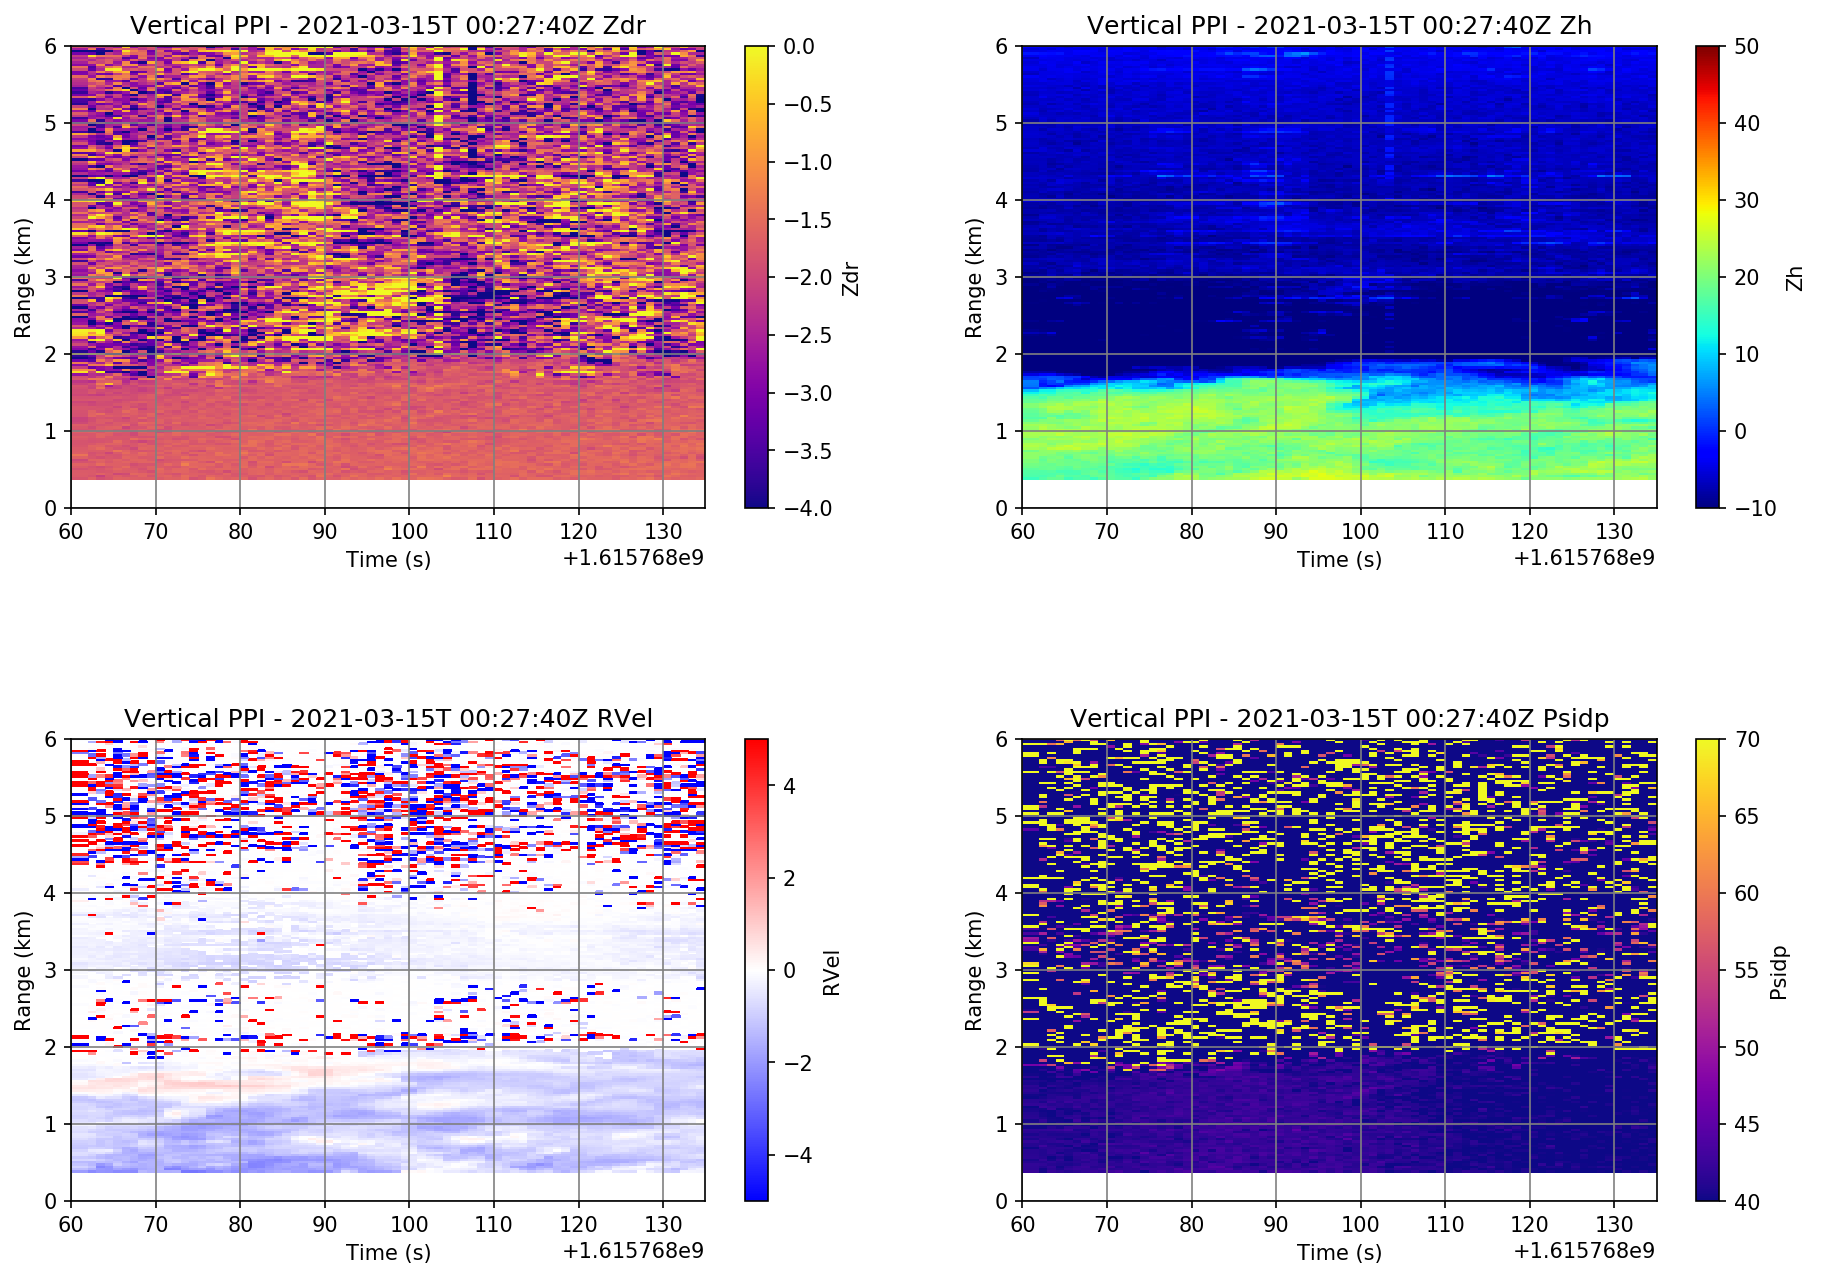 Vertical PPI - 2021-03-15T 00:27:40Z Zdr
6
5
4
3
2
1
0
Range (km)
60 70 80 90 100 110 120 130
Time (s)
+1.615768e9
0.0
−0.5
−1.0
−1.5
−2.0
−2.5
−3.0
−3.5
−4.0
Zdr
Vertical PPI - 2021-03-15T 00:27:40Z Zh
6
5
4
3
2
1
0
Range (km)
60 70 80 90 100 110 120 130
Time (s)
+1.615768e9
50
40
30
20
10
0
−10
Zh
Vertical PPI - 2021-03-15T 00:27:40Z RVel
6
5
4
3
2
1
0
Range (km)
60 70 80 90 100 110 120 130
Time (s)
+1.615768e9
4
2
0
−2
−4
RVel
Vertical PPI - 2021-03-15T 00:27:40Z Psidp
6
5
4
3
2
1
0
Range (km)
60 70 80 90 100 110 120 130
Time (s)
+1.615768e9
70
65
60
55
50
45
40
Psidp